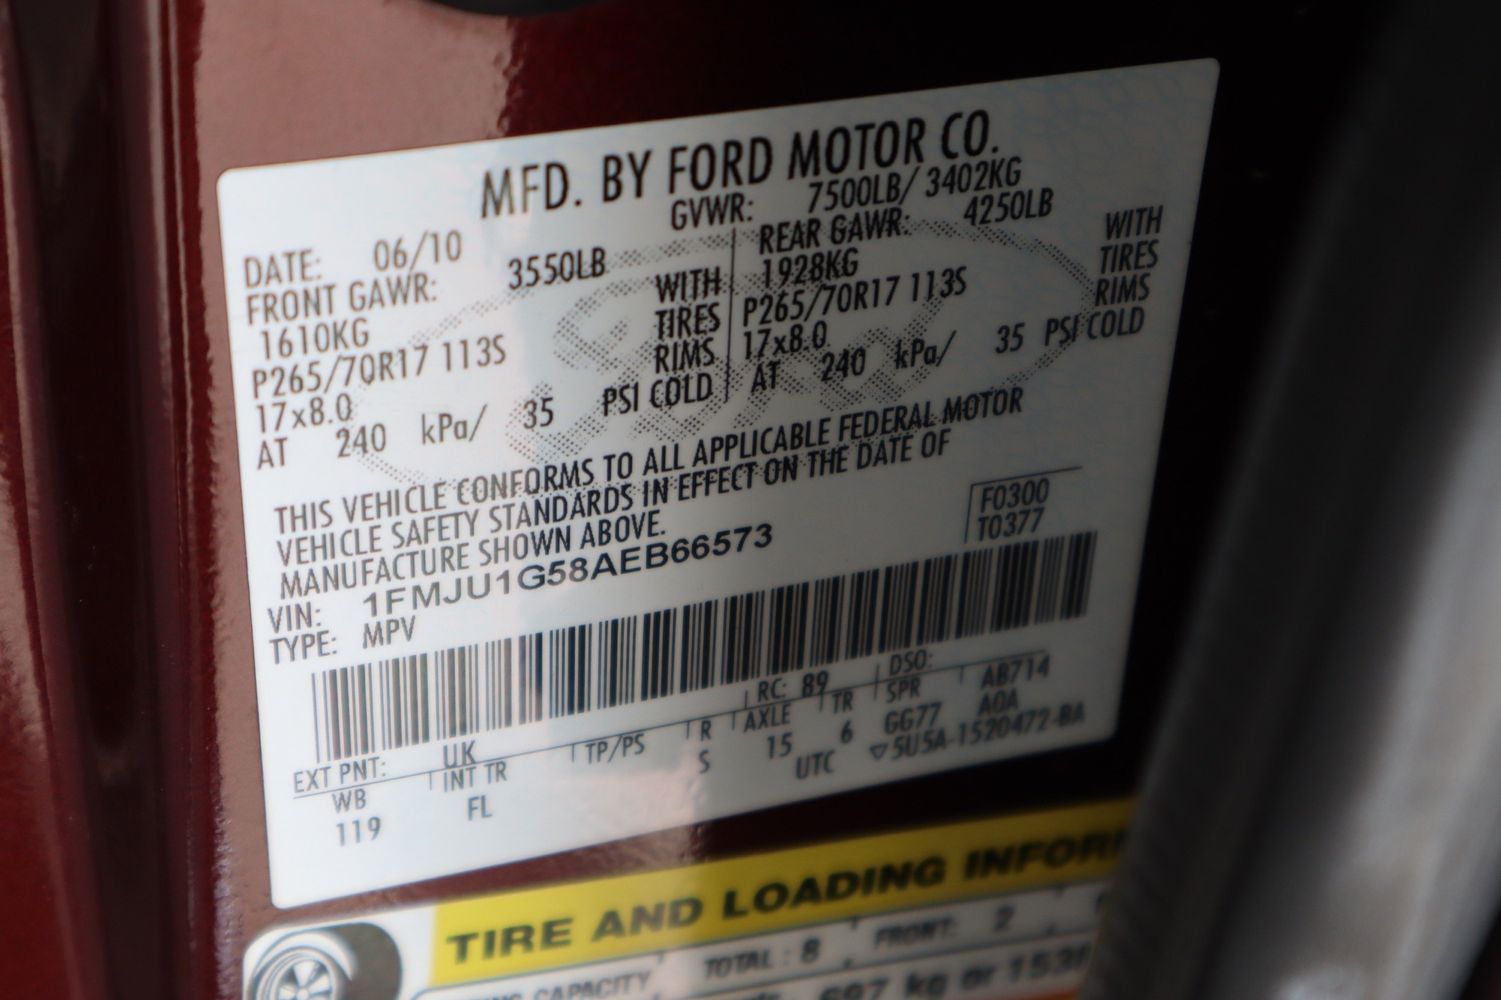 MFD. BY FORD MOTOR CO.
DATE: 06/10 GVWR: 7500LB/ 3402KG
FRONT GAWR: 3550LB REAR GAWR: 4250LB
1610KG WITH 1928KG WITH
P265/70R17 113S TIRES P265/70R17 113S TIRES
17x8.0 RIMS 17x8.0 RIMS
AT 240 kPa/ 35 PSI COLD AT 240 kPa/ 35 PSI COLD
THIS VEHICLE CONFORMS TO ALL APPLICABLE FEDERAL MOTOR
VEHICLE SAFETY STANDARDS IN EFFECT ON THE DATE OF
MANUFACTURE SHOWN ABOVE.
F0300
T0377
VIN: 1FMJU1G58AEB66573
TYPE: MPV
EXT PNT: UK RC: 89 DSO:
WB INT TR TP/PS R AXLE TR SPR AB714
119 FL S 15 6 GG77 A0A
UTC ▽5U5A-1520472-BA
TIRE AND LOADING
CAPACITY TOTAL : 8 FRONT: 2
697 kg or 153